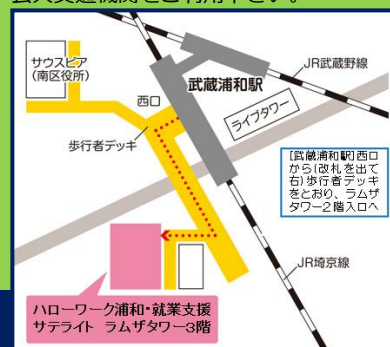 公共交通機関をご利用下さい。
サウスピア
(南区役所)
西口
武蔵浦和駅
JR武蔵野線
ライブタワー
歩行者デッキ
[武蔵浦和駅]西口
から(改札を出て
右)歩行者デッキ
をとおり、ラムザ
タワー2階入口へ
JR埼京線
ハローワーク浦和・就業支援
サテライト ラムザタワー3階